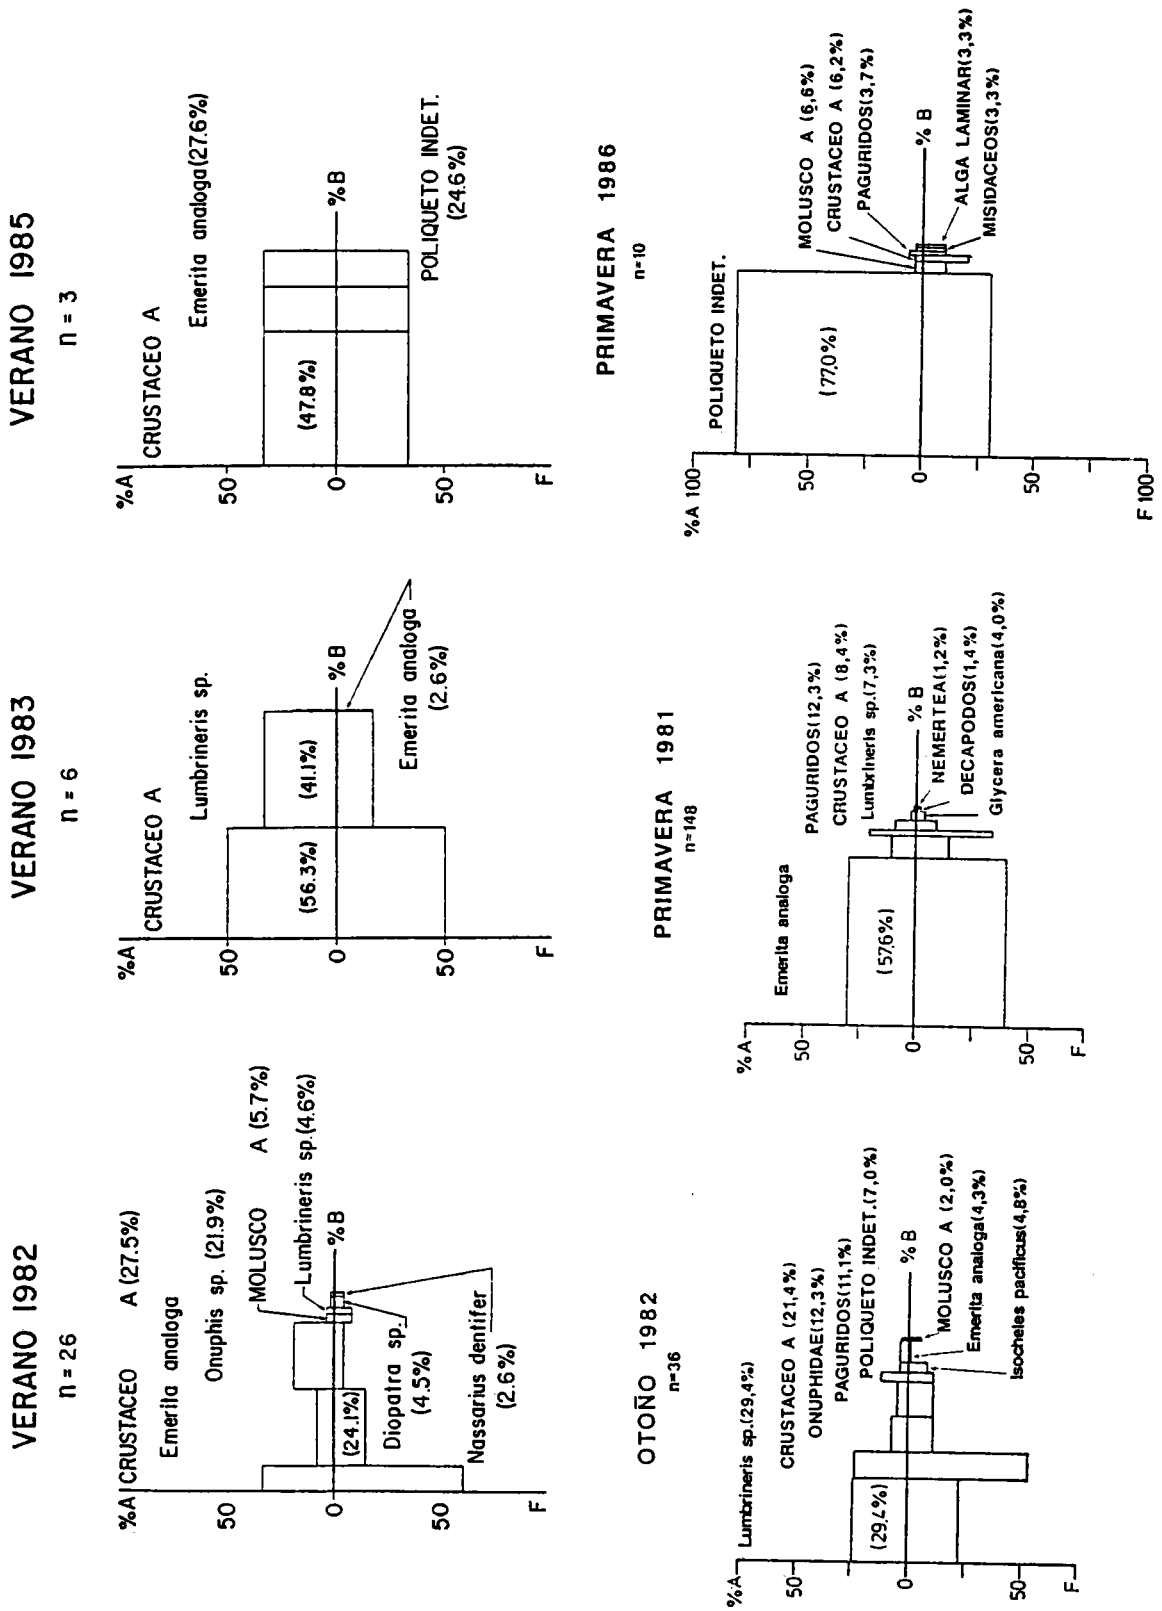 VERANO 1982
n = 26
%A
CRUSTACEO A (27.5%)
Emerita analoga
Onuphis sp. (21.9%)
MOLUSCO A (5.7%)
Lumbrineris sp.(4.6%)
50
0
50
F
%B
(24.1%)
Diopatra sp.
(4.5%)
Nassarius dentifer
(2.6%)
VERANO 1983
n = 6
%A
CRUSTACEO A
Lumbrineris sp.
50
0
50
F
(56.3%)
(41.1%)
%B
Emerita analoga
(2.6%)
VERANO 1985
n = 3
%A
CRUSTACEO A
Emerita analoga(27.6%)
50
0
50
F
(47.8%)
%B
POLIQUETO INDET.
(24.6%)
OTOÑO 1982
n=36
%A
Lumbrineris sp.(29,4%)
CRUSTACEO A (21,4%)
ONUPHIDAE(12,3%)
PAGURIDOS(11,1%)
POLIQUETO INDET.(7,0%)
50
0
50
F
(29.4%)
% B
MOLUSCO A (2,0%)
Emerita analoga(4,3%)
Isocheles pacificus(4,8%)
PRIMAVERA 1981
n=148
%A
Emerita analoga
PAGURIDOS(12,3%)
CRUSTACEO A (8,4%)
Lumbrineris sp.(7,3%)
50
0
50
F
(57.6%)
% B
NEMERTEA(1,2%)
DECAPODOS(1,4%)
Glycera americana(4,0%)
PRIMAVERA 1986
n=10
%A 100
POLIQUETO INDET.
MOLUSCO A (6,6%)
CRUSTACEO A (6,2%)
PAGURIDOS(3,7%)
50
0
50
F 100
(77.0%)
% B
ALGA LAMINAR(3,3%)
MISIDACEOS(3,3%)